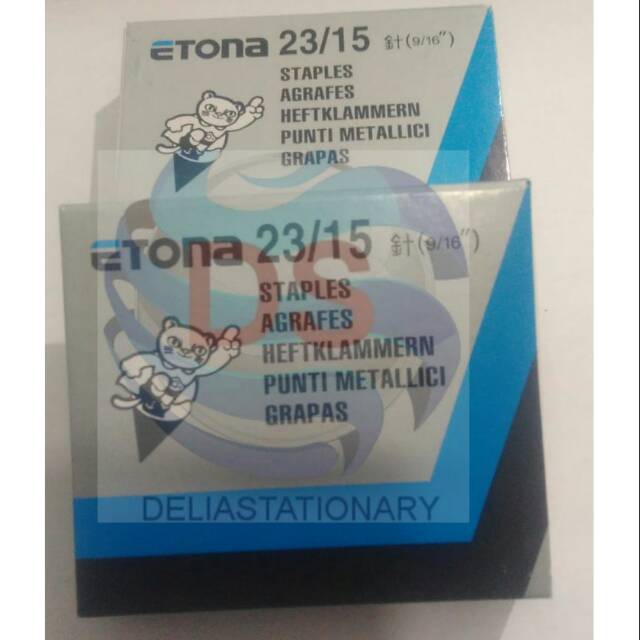 ETONA 23/15 針(9/16")
STAPLES
AGRAFES
HEFTKLAMMERN
PUNTI METALLICI
GRAPAS
ETONA 23/15 針(9/16")
STAPLES
AGRAFES
HEFTKLAMMERN
PUNTI METALLICI
GRAPAS
DS
DELIASTATIONARY